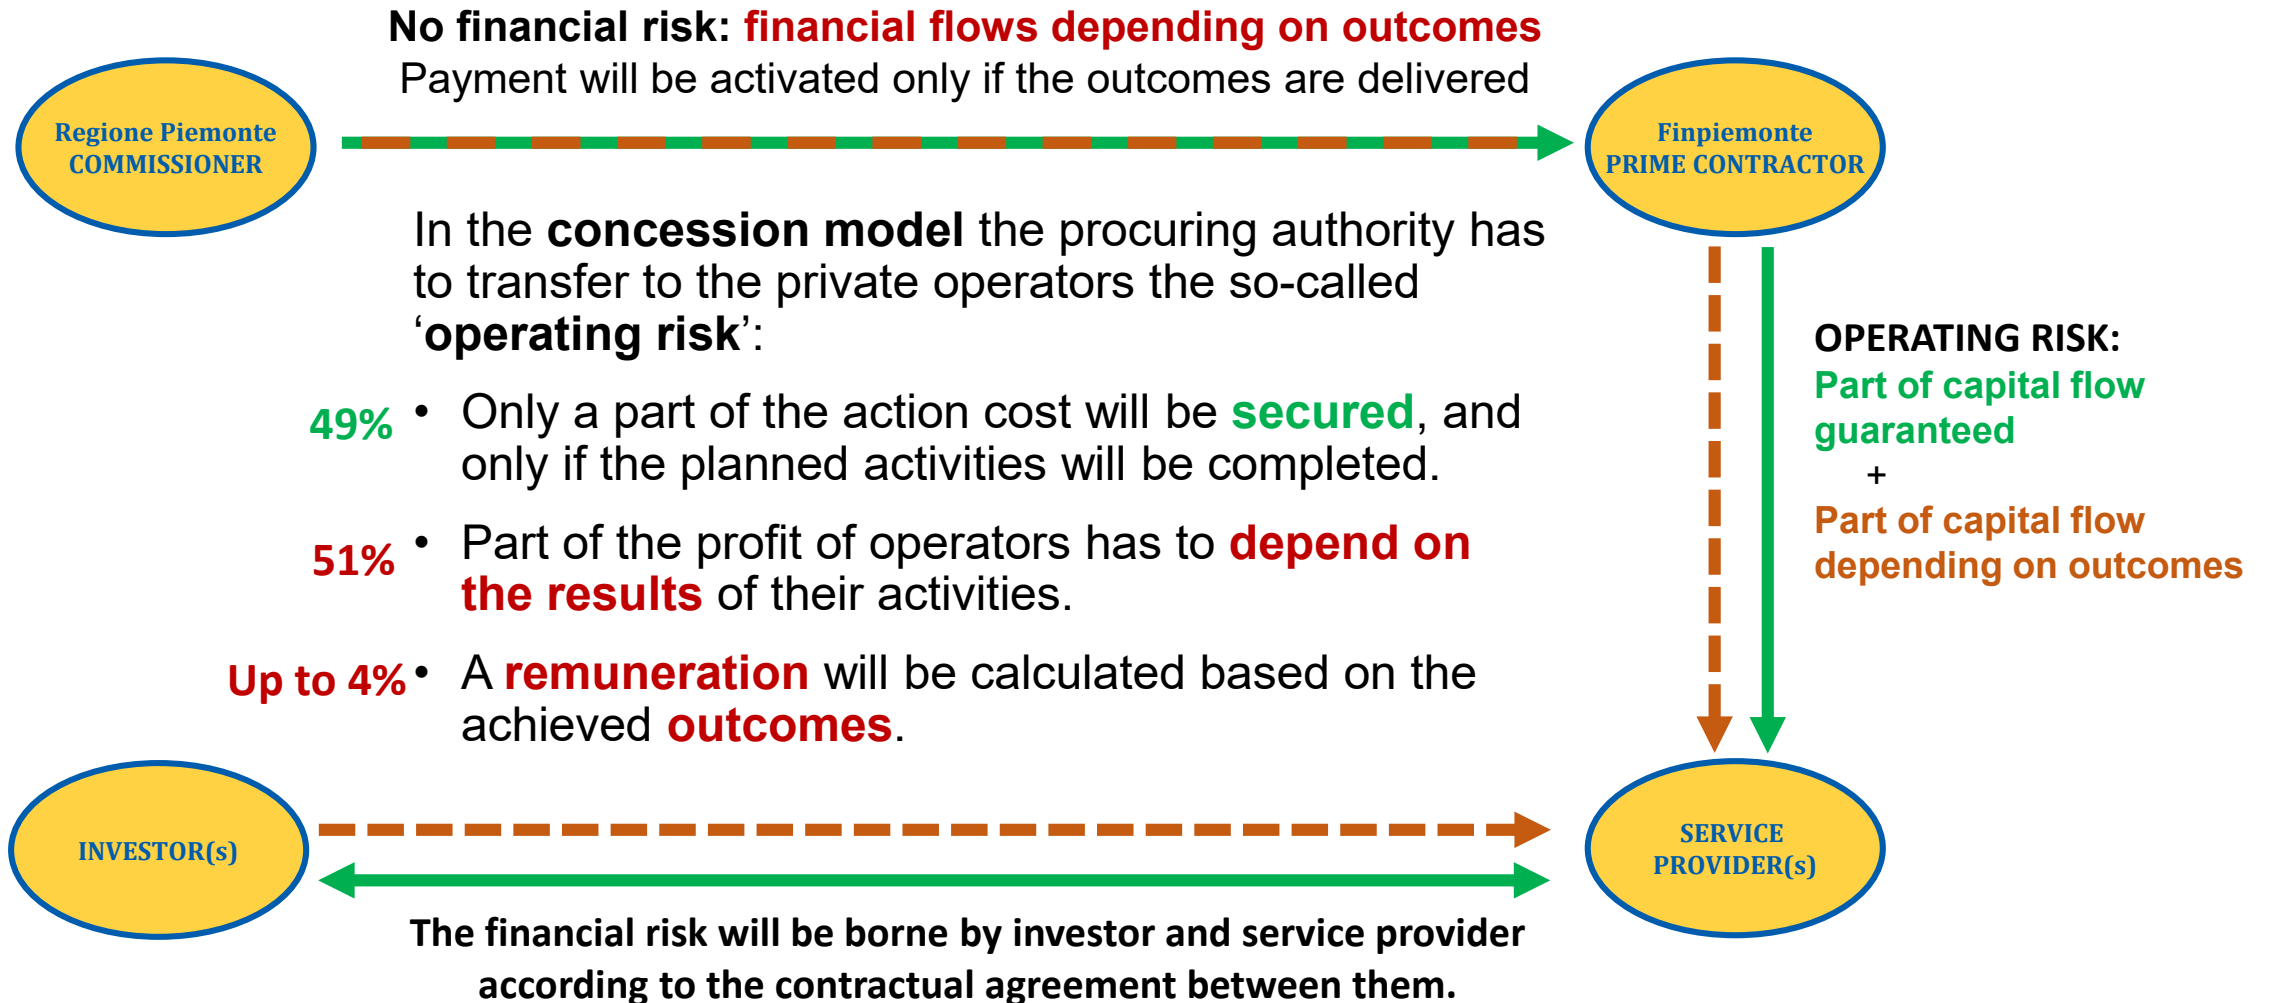 No financial risk: financial flows depending on outcomes
Payment will be activated only if the outcomes are delivered
Regione Piemonte
COMMISSIONER
Finpiemonte
PRIME CONTRACTOR
In the concession model the procuring authority has
to transfer to the private operators the so-called
‘operating risk’:
49% • Only a part of the action cost will be secured, and
only if the planned activities will be completed.
51% • Part of the profit of operators has to depend on
the results of their activities.
Up to 4% • A remuneration will be calculated based on the
achieved outcomes.
OPERATING RISK:
Part of capital flow
guaranteed
+
Part of capital flow
depending on outcomes
INVESTOR(s)
SERVICE
PROVIDER(s)
The financial risk will be borne by investor and service provider
according to the contractual agreement between them.